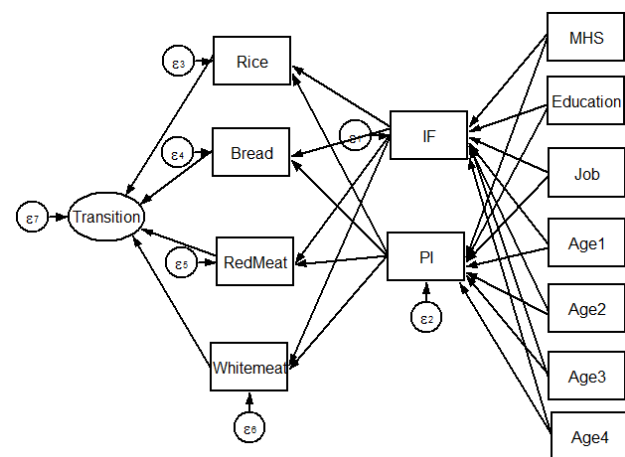 MHS
ε3
Rice
Education
IF
ε4
Bread
Job
Transition
ε7
Age1
RedMeat
ε5
PI
Age2
ε2
Whitemeat
Age3
ε6
Age4